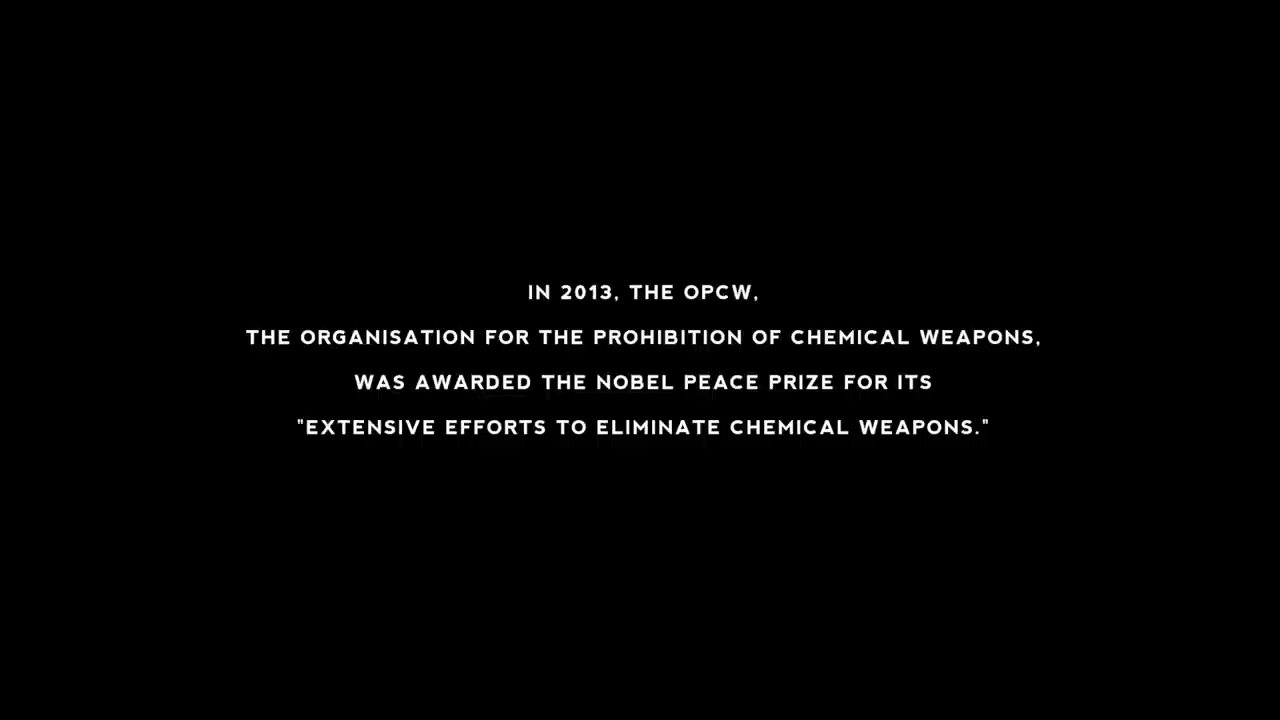 IN 2013, THE OPCW,
THE ORGANISATION FOR THE PROHIBITION OF CHEMICAL WEAPONS,
WAS AWARDED THE NOBEL PEACE PRIZE FOR ITS
"EXTENSIVE EFFORTS TO ELIMINATE CHEMICAL WEAPONS."